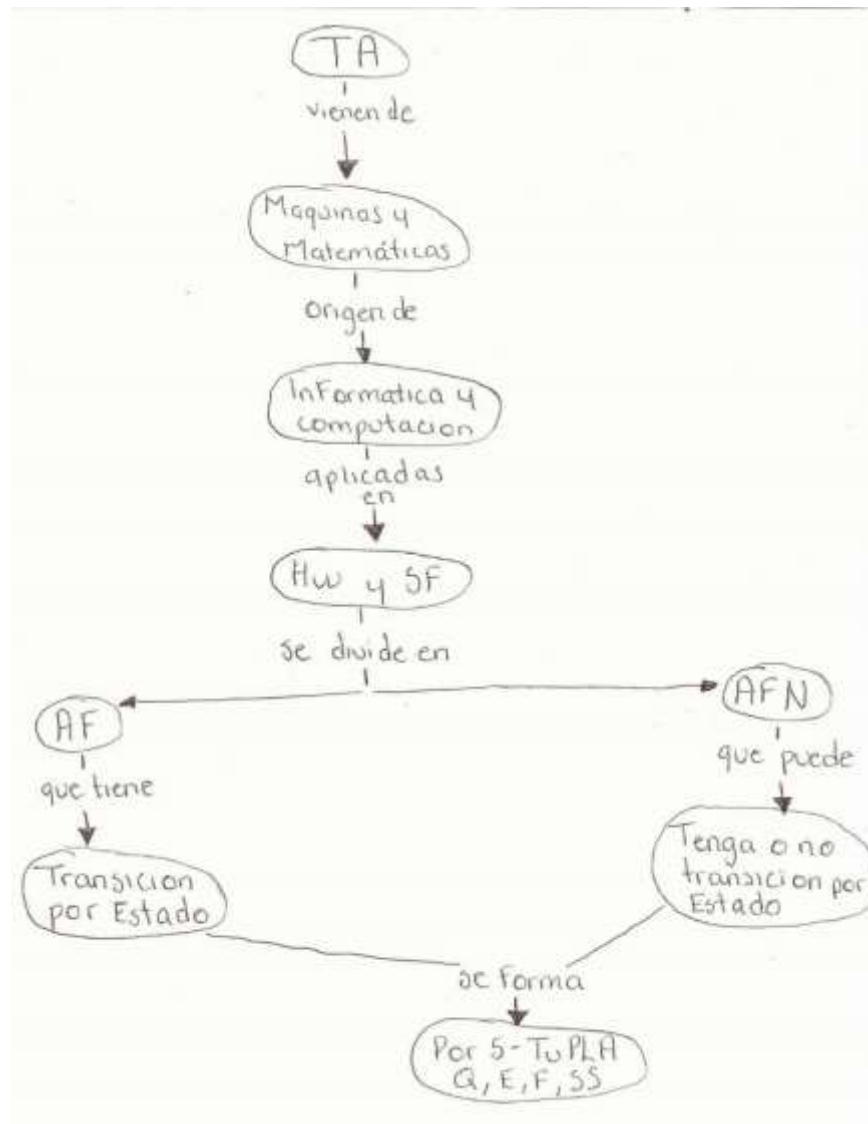 TA
vienen de
Maquinas y
Matemáticas
origen de
InFormatica y
computacion
aplicadas
en
Hw y SF
se divide en
AF
AFN
que tiene
que puede
Transicion
por Estado
Tenga o no
transicion por
Estado
se Forma
Por 5-TuPLA
Q, E, F, SS